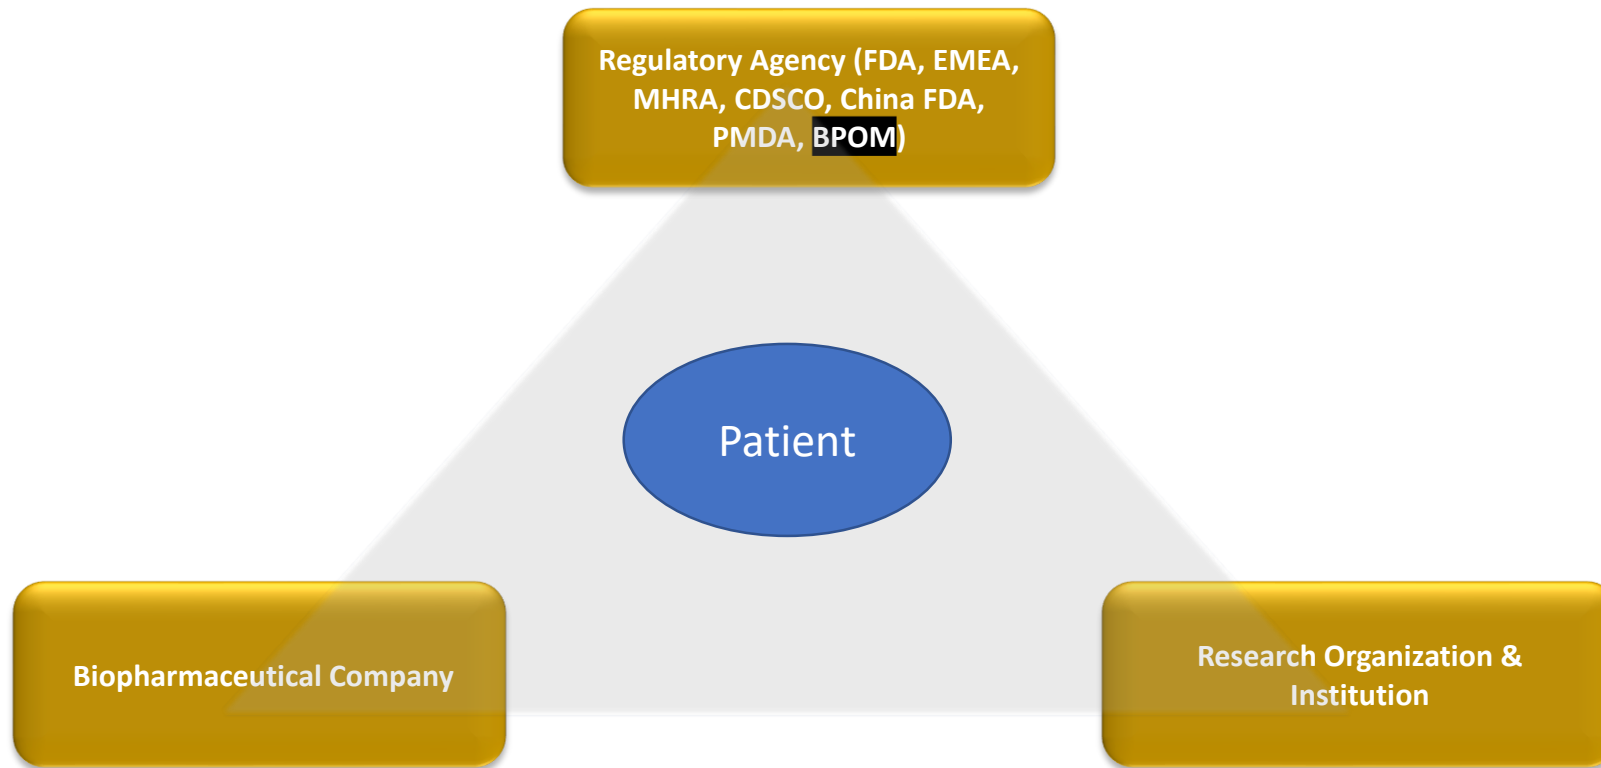 Regulatory Agency (FDA, EMEA,
MHRA, CDSCO, China FDA,
PMDA, BPOM)
Patient
Biopharmaceutical Company
Research Organization &
Institution